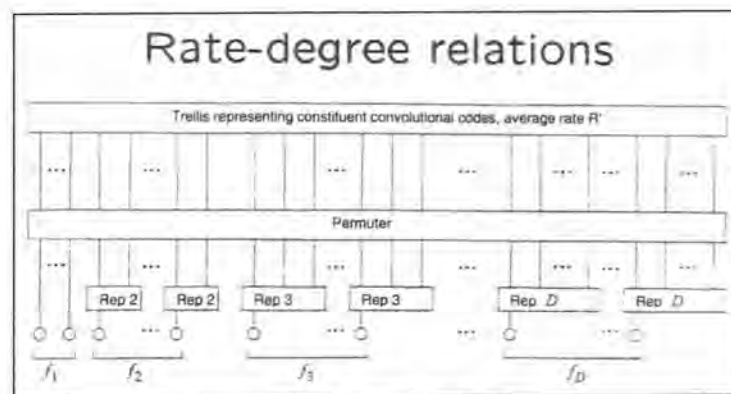 Rate-degree relations
Trellis representing constituent convolutional codes, average rate R'
... ... ... ... ... ... ...
Permuter
... ... ... ... ... ... ...
Rep 2 Rep 2 Rep 3 Rep 3 Rep D Rep D
... ... ... ...
f1 f2 f3 fD